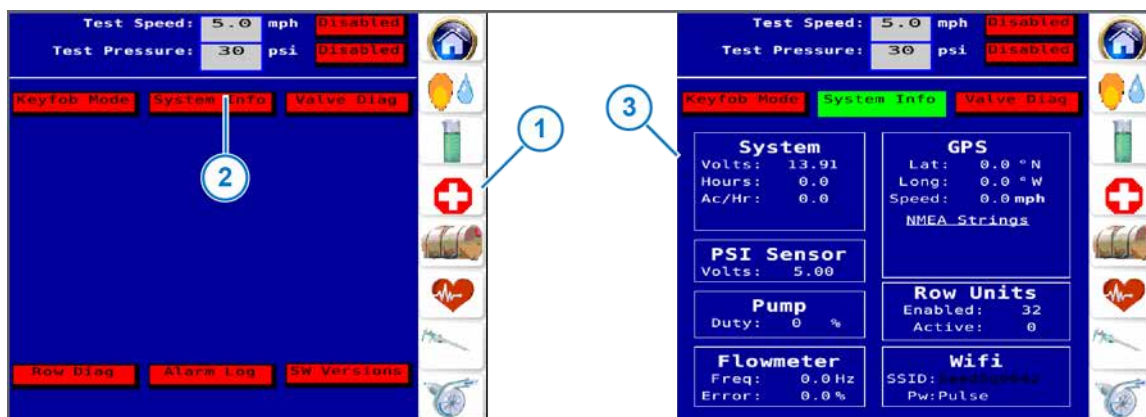 Test Speed: 5.0 mph Disabled
Test Pressure: 30 psi Disabled
Keyfob Mode System Info Valve Diag
1
2
Row Diag Alarm Log SW Versions
Test Speed: 5.0 mph Disabled
Test Pressure: 30 psi Disabled
Keyfob Mode System Info Valve Diag
3
System
Volts: 13.91
Hours: 0.0
Ac/Hr: 0.0
GPS
Lat: 0.0 °N
Long: 0.0 °W
Speed: 0.0 mph
NMEA Strings
PSI Sensor
Volts: 5.00
Pump
Duty: 0 %
Row Units
Enabled: 32
Active: 0
Flowmeter
Freq: 0.0 Hz
Error: 0.0 %
Wifi
SSID:
Pw:Pulse